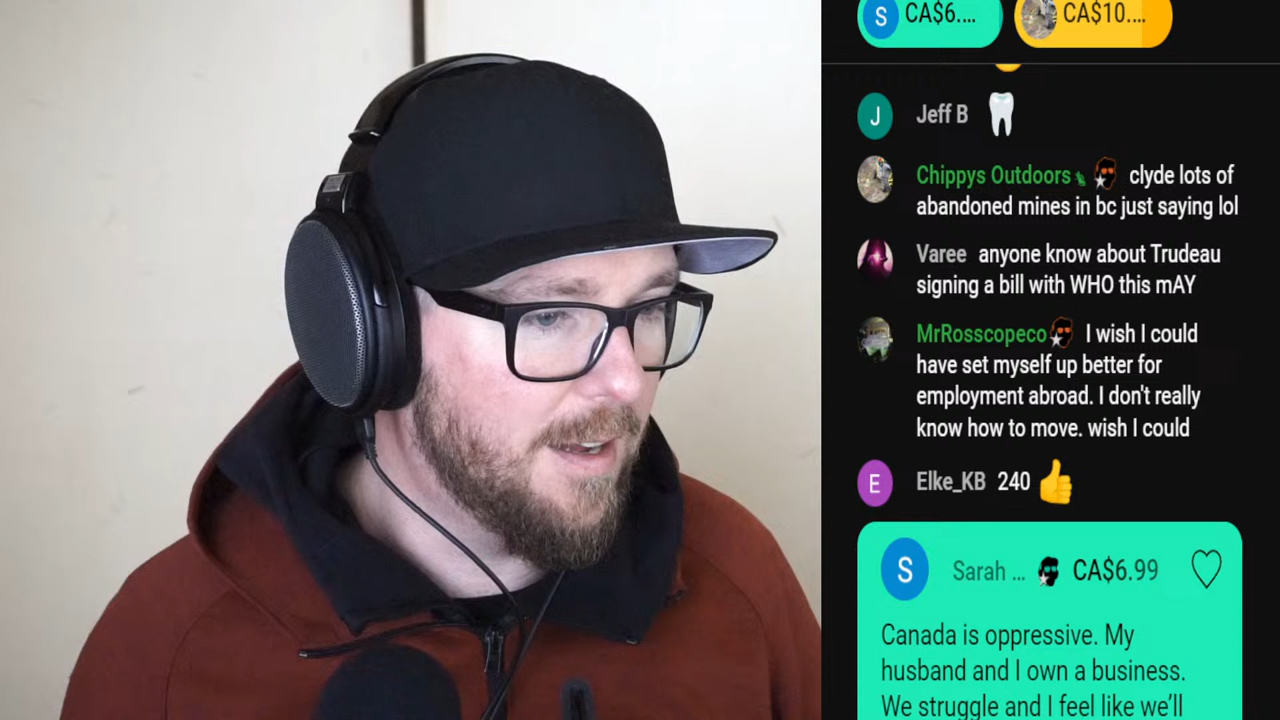 S CA$6.... CA$10....
J Jeff B
Chippys Outdoors clyde lots of
abandoned mines in bc just saying lol
Varee anyone know about Trudeau
signing a bill with WHO this mAY
MrRosscopeco I wish I could
have set myself up better for
employment abroad. I don't really
know how to move. wish I could
E Elke_KB 240
S Sarah ... CA$6.99
Canada is oppressive. My
husband and I own a business.
We struggle and I feel like we'll